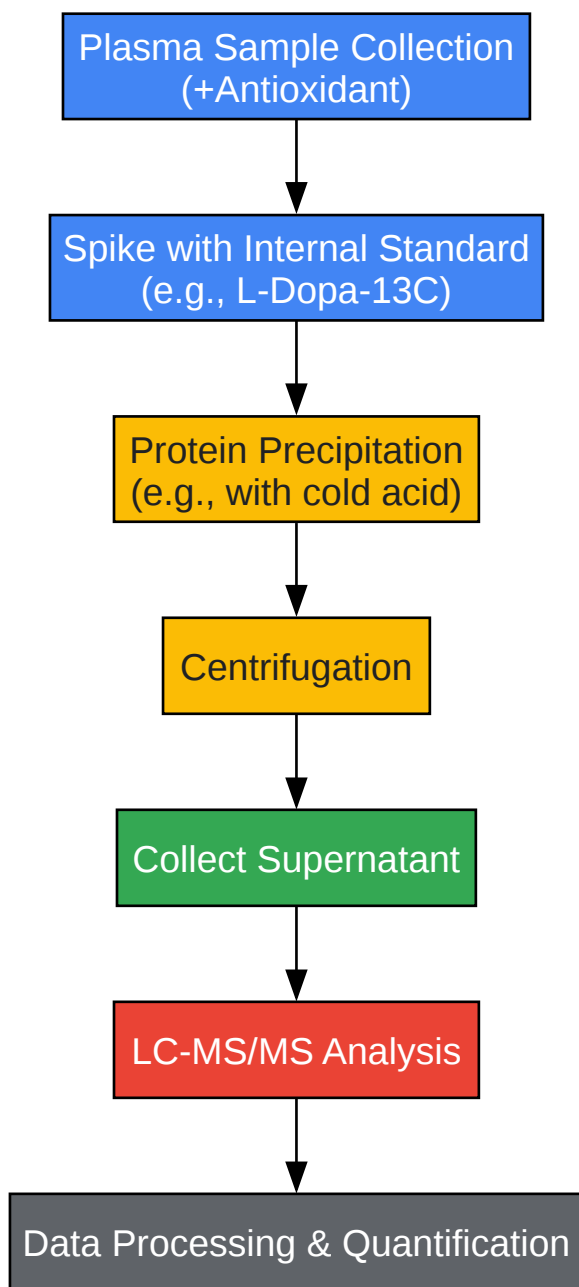 Plasma Sample Collection
(+Antioxidant)
Spike with Internal Standard
(e.g., L-Dopa-13C)
Protein Precipitation
(e.g., with cold acid)
Centrifugation
Collect Supernatant
LC-MS/MS Analysis
Data Processing & Quantification